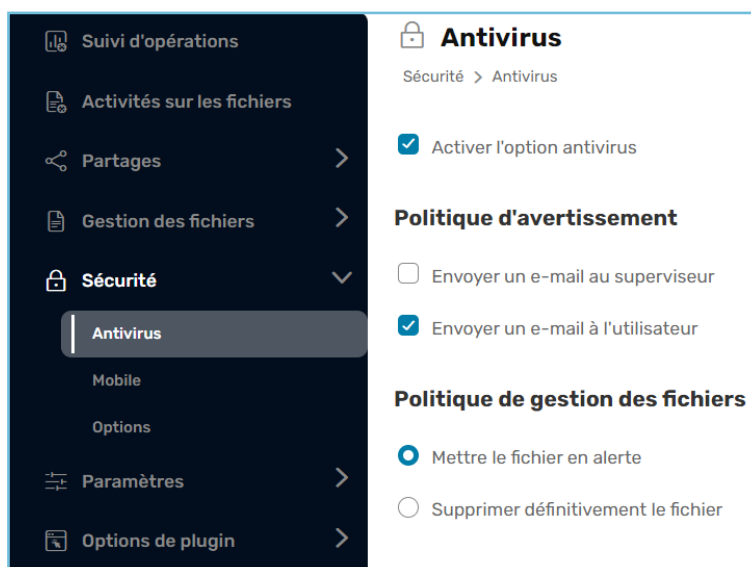 Suivi d'opérations
Activités sur les fichiers
Partages
Gestion des fichiers
Sécurité
Antivirus
Mobile
Options
Paramètres
Options de plugin
Antivirus
Sécurité > Antivirus
Activer l'option antivirus
Politique d'avertissement
Envoyer un e-mail au superviseur
Envoyer un e-mail à l'utilisateur
Politique de gestion des fichiers
Mettre le fichier en alerte
Supprimer définitivement le fichier